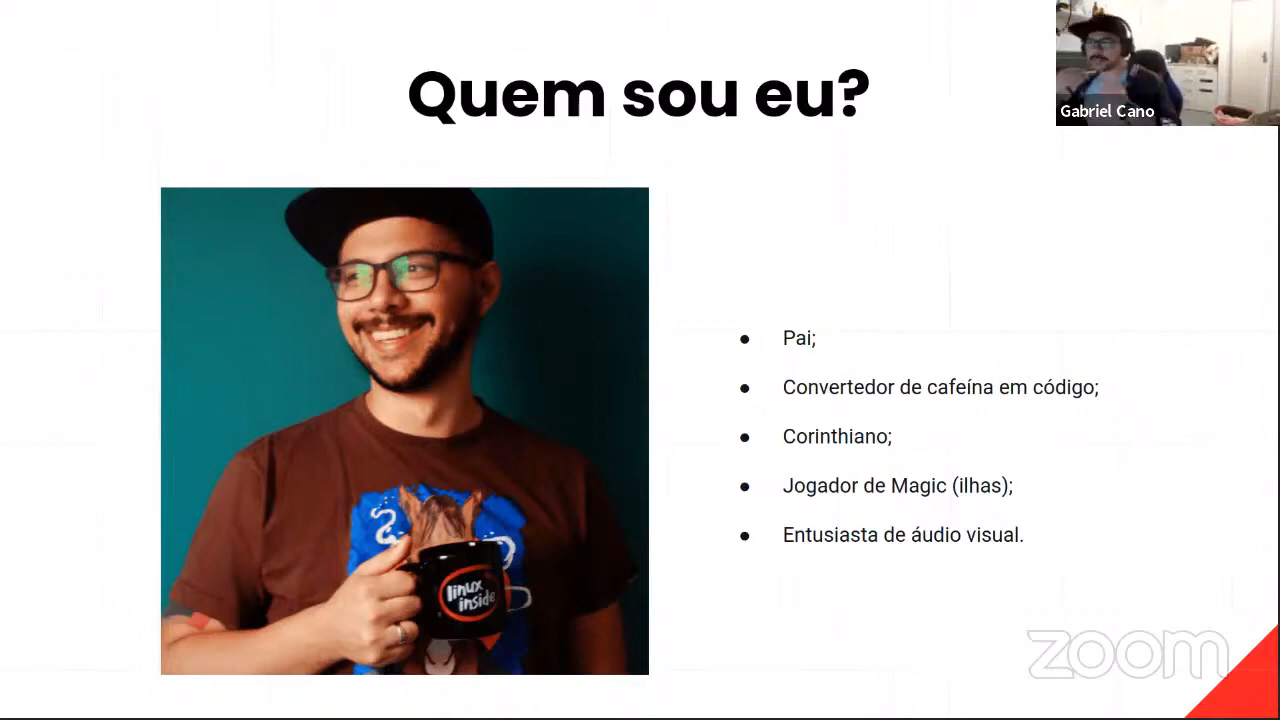 Quem sou eu?
Gabriel Cano
Pai;
Convertedor de cafeína em código;
Corinthiano;
Jogador de Magic (ilhas);
Entusiasta de áudio visual.
linux
inside
zoom